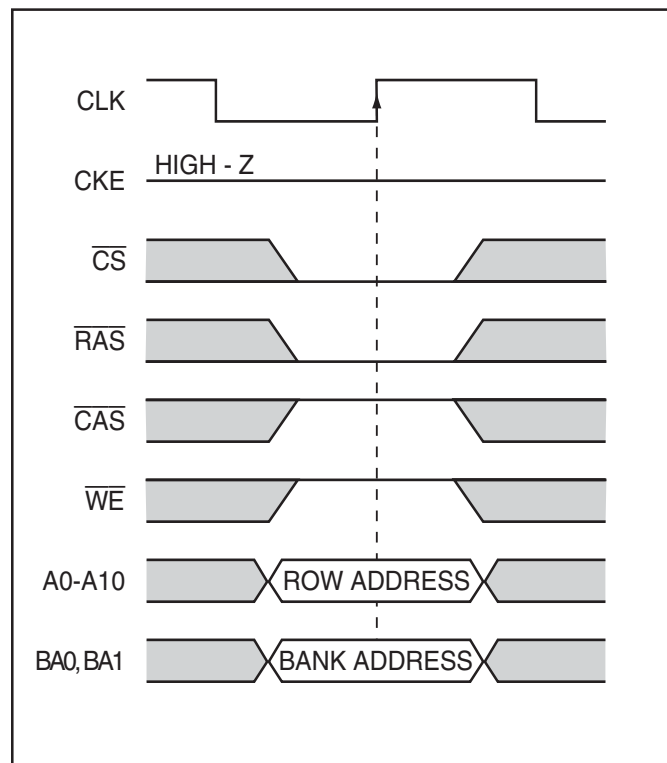 CLK
CKE HIGH - Z
CS
RAS
CAS
WE
A0-A10 ROW ADDRESS
BA0, BA1 BANK ADDRESS